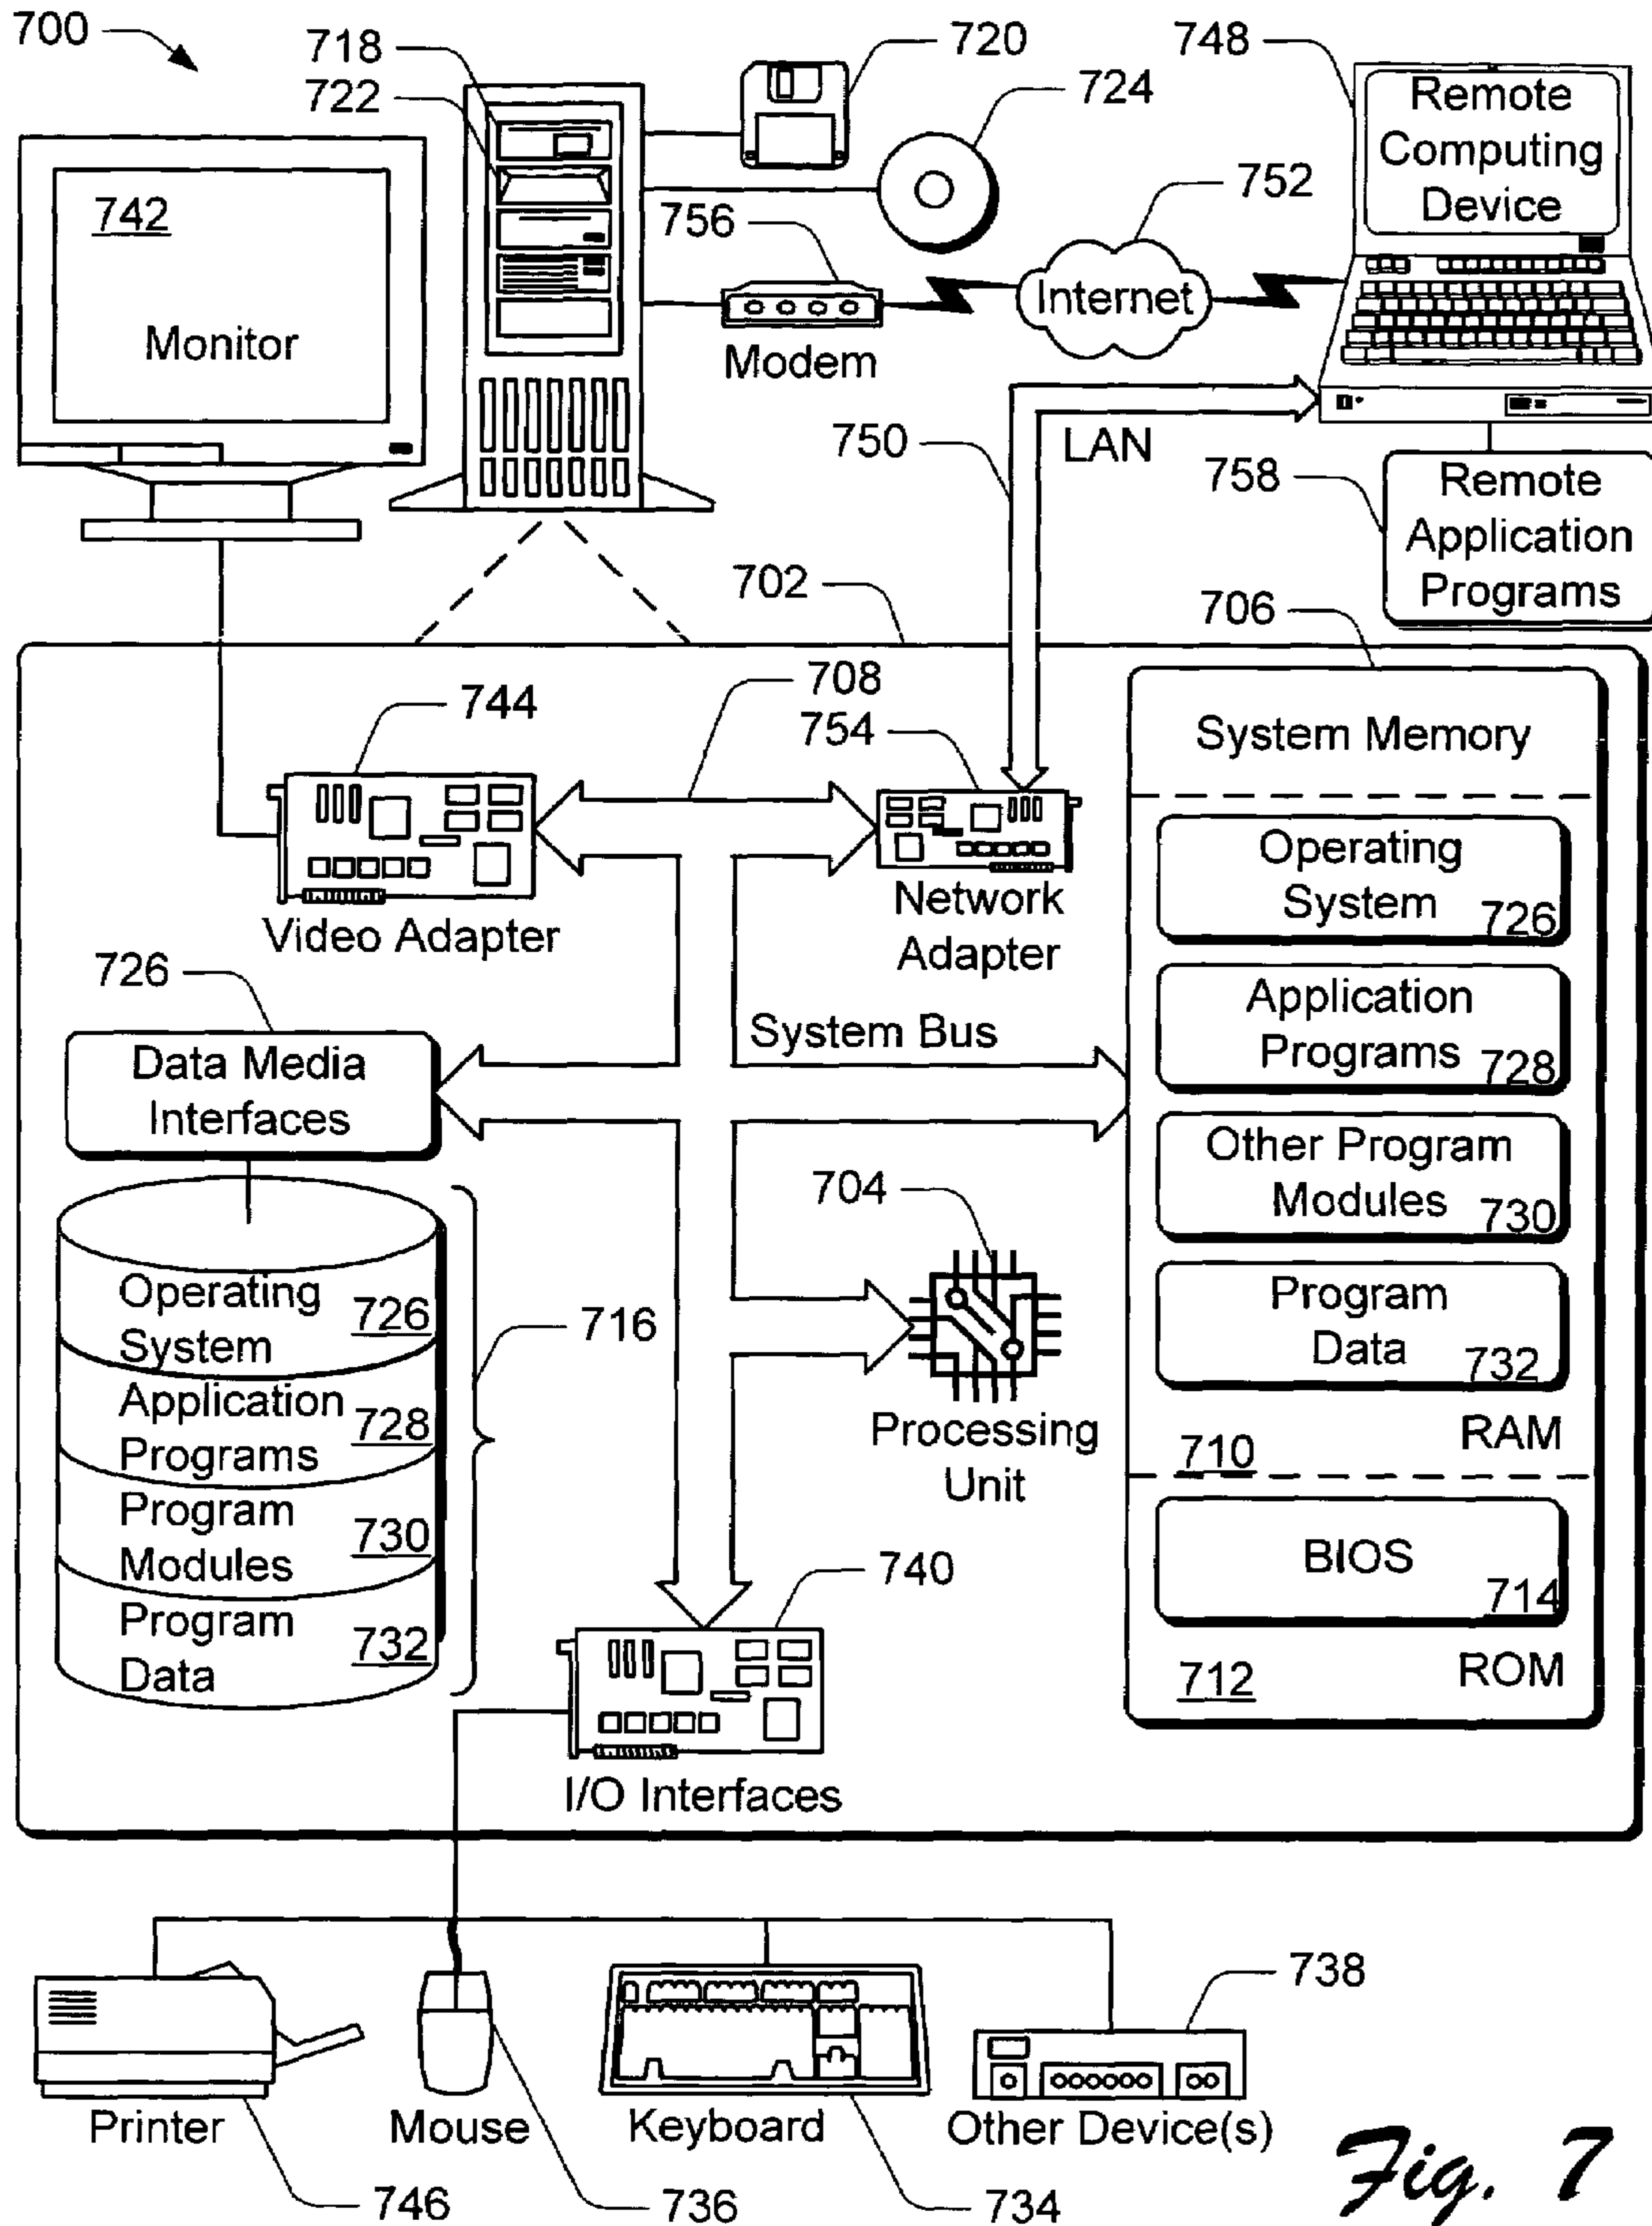 700
718
720
748
722
724
Remote
Computing
Device
752
742
756
Internet
Monitor
Modem
750
LAN
758
Remote
Application
Programs
702
706
708
744
754
System Memory
Operating
System
726
Network
Adapter
Video Adapter
726
Application
Programs
728
System Bus
Data Media
Interfaces
Other Program
Modules
730
704
Operating
System
726
716
Program
Data
732
Application
Programs
728
Processing
Unit
710
RAM
Program
Modules
730
BIOS
714
740
Program
Data
732
712
ROM
I/O Interfaces
738
Printer
Mouse
Keyboard
Other Device(s)
746
736
734
Fig. 7